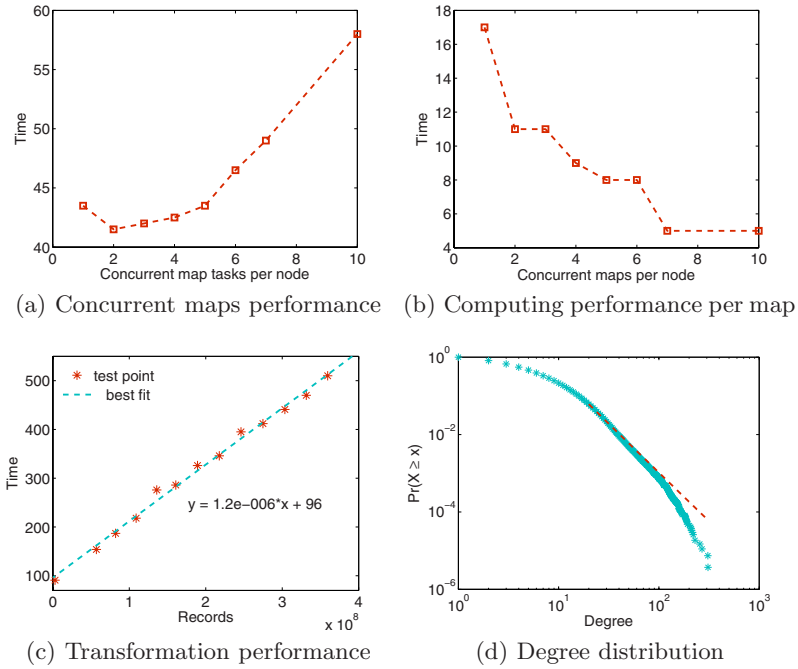 60
55
50
45
40
0 2 4 6 8 10
Time
Concurrent map tasks per node
(a) Concurrent maps performance
18
16
14
12
10
8
6
4
0 2 4 6 8 10
Time
Concurrent maps per node
(b) Computing performance per map
500
400
300
200
100
0 1 2 3 4
Time
Records
x 10^8
test point
best fit
y = 1.2e-006*x + 96
(c) Transformation performance
10^0
10^-2
10^-4
10^-6
10^0 10^1 10^2 10^3
Pr(X ≥ x)
Degree
(d) Degree distribution